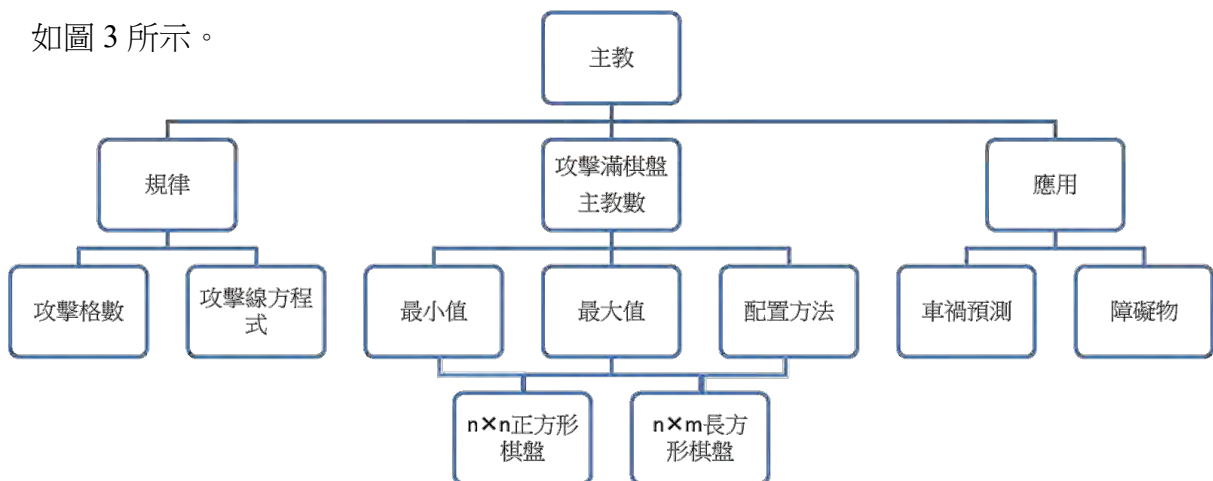 如圖 3 所示。
主教
規律
攻擊滿棋盤
主教數
應用
攻擊格數
攻擊線方程
式
最小值
最大值
配置方法
車禍預測
障礙物
n×n正方形
棋盤
n×m長方
形棋盤